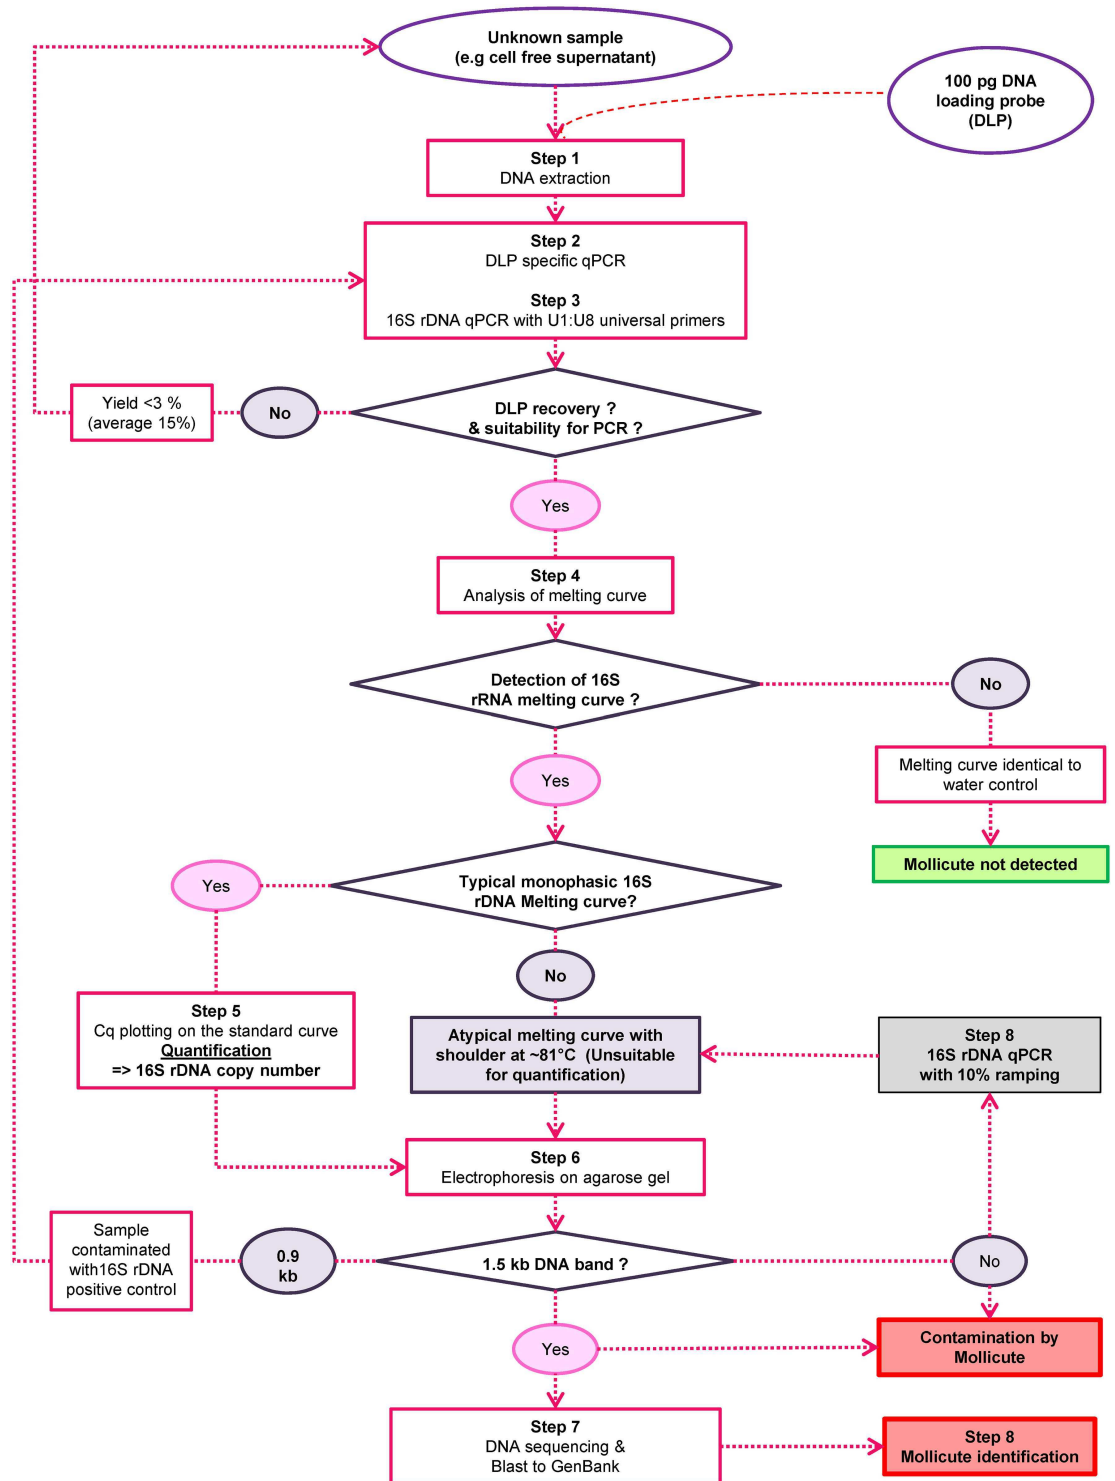 Unknown sample
(e.g cell free supernatant)
100 pg DNA
loading probe
(DLP)
Step 1
DNA extraction
Step 2
DLP specific qPCR
Step 3
16S rDNA qPCR with U1:U8 universal primers
Yield <3 %
(average 15%)
No
DLP recovery ?
& suitability for PCR ?
Yes
Step 4
Analysis of melting curve
Detection of 16S
rRNA melting curve ?
No
Yes
Melting curve identical to
water control
Mollicute not detected
Yes
Typical monophasic 16S
rDNA Melting curve?
No
Step 5
Cq plotting on the standard curve
Quantification
=> 16S rDNA copy number
Atypical melting curve with
shoulder at ~81°C (Unsuitable
for quantification)
Step 8
16S rDNA qPCR
with 10% ramping
Step 6
Electrophoresis on agarose gel
Sample
contaminated
with16S rDNA
positive control
0.9
kb
1.5 kb DNA band ?
No
Yes
Contamination by
Mollicute
Step 7
DNA sequencing &
Blast to GenBank
Step 8
Mollicute identification